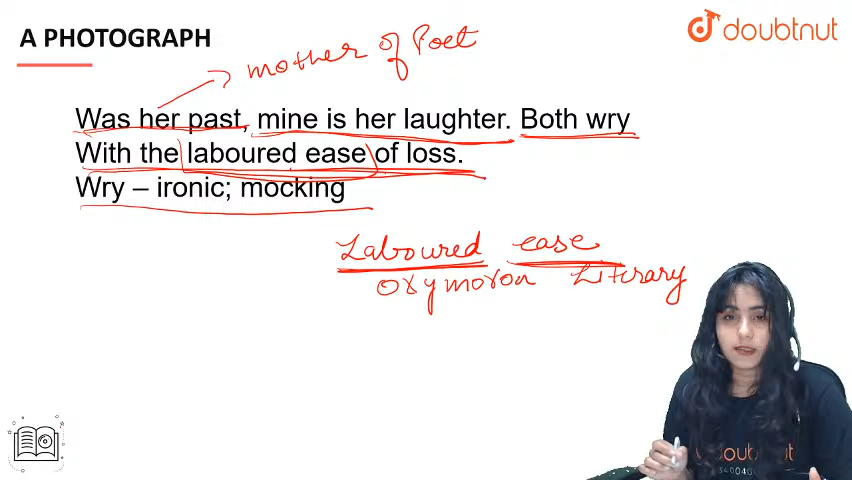 A PHOTOGRAPH
doubtnut
mother of Poet
Was her past, mine is her laughter. Both wry
With the laboured ease of loss.
Wry – ironic; mocking
Laboured ease
oxymoron Literary
doubtnut